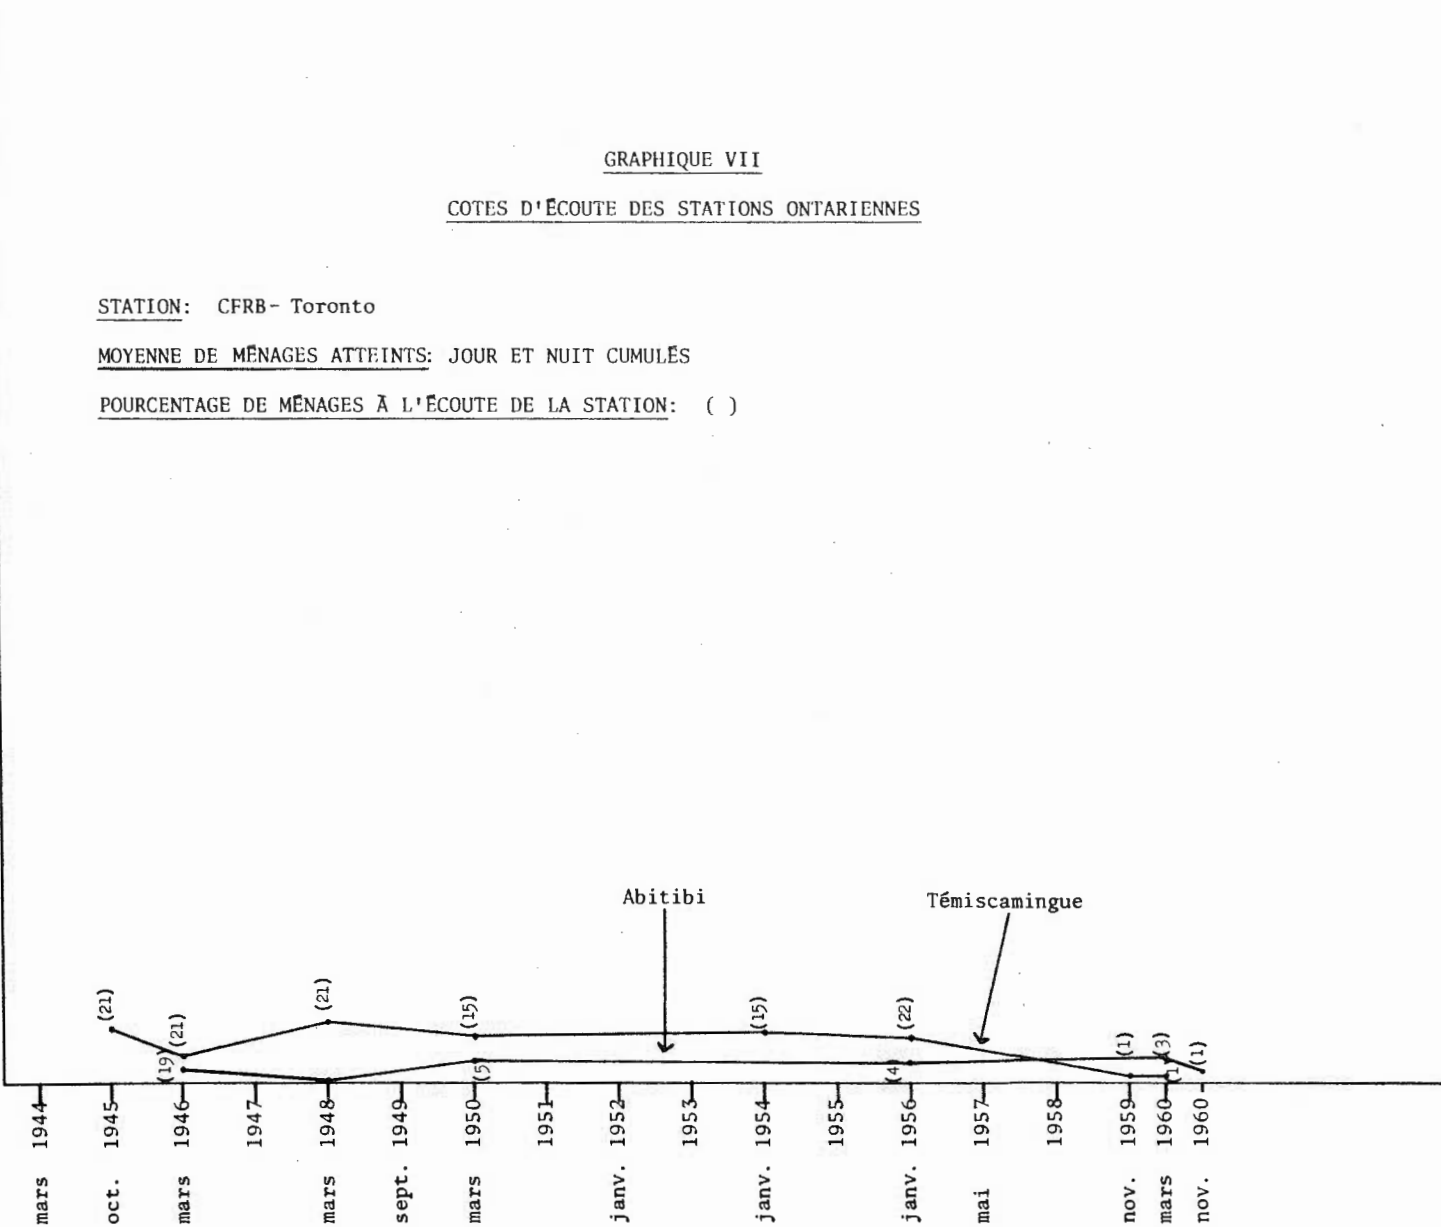 GRAPHIQUE VII
COTES D'ÉCOUTE DES STATIONS ONTARIENNES
STATION: CFRB- Toronto
MOYENNE DE MÉNAGES ATTEINTS: JOUR ET NUIT CUMULÉS
POURCENTAGE DE MÉNAGES À L'ÉCOUTE DE LA STATION: ( )
Abitibi
Témiscamingue
(21)
(21)
(19)
(21)
(15)
(5)
(15)
(22)
(4)
(1)
(3)
(1)
(1)
mars 1944
oct. 1945
mars 1946
1947
mars 1948
sept. 1949
mars 1950
1951
janv. 1952
1953
janv. 1954
1955
janv. 1956
mai 1957
1958
nov. 1959
mars 1960
nov. 1960